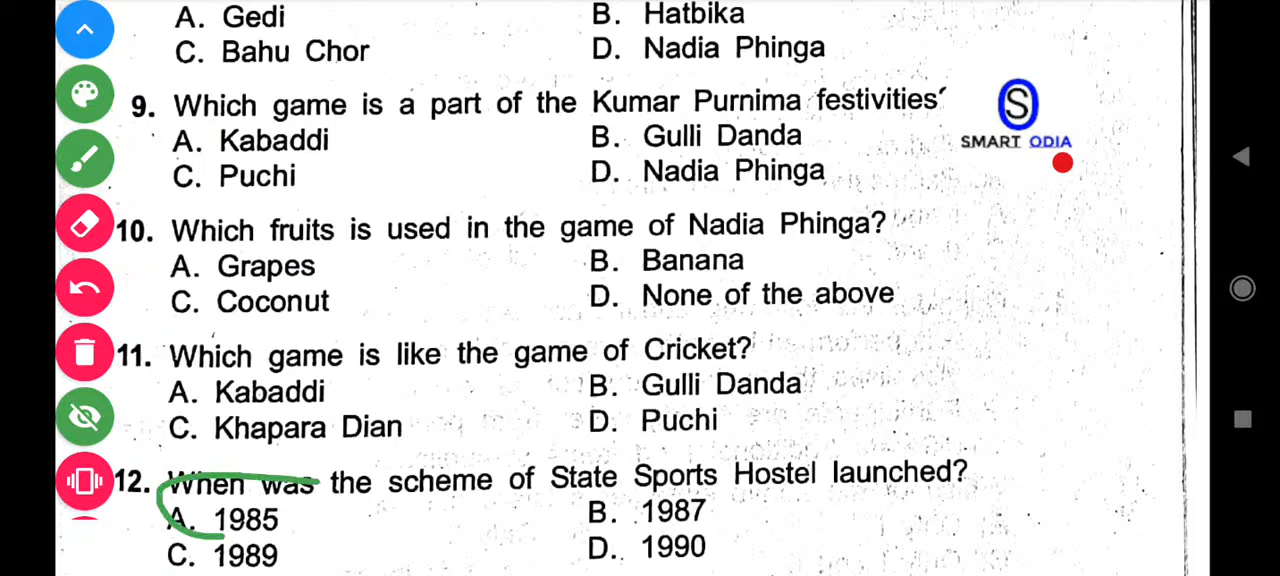 A. Gedi B. Hatbika
C. Bahu Chor D. Nadia Phinga
9. Which game is a part of the Kumar Purnima festivities'
A. Kabaddi B. Gulli Danda
C. Puchi D. Nadia Phinga
S
SMART ODIA
10. Which fruits is used in the game of Nadia Phinga?
A. Grapes B. Banana
C. Coconut D. None of the above
11. Which game is like the game of Cricket?
A. Kabaddi B. Gulli Danda
C. Khapara Dian D. Puchi
12. When was the scheme of State Sports Hostel launched?
A. 1985 B. 1987
C. 1989 D. 1990